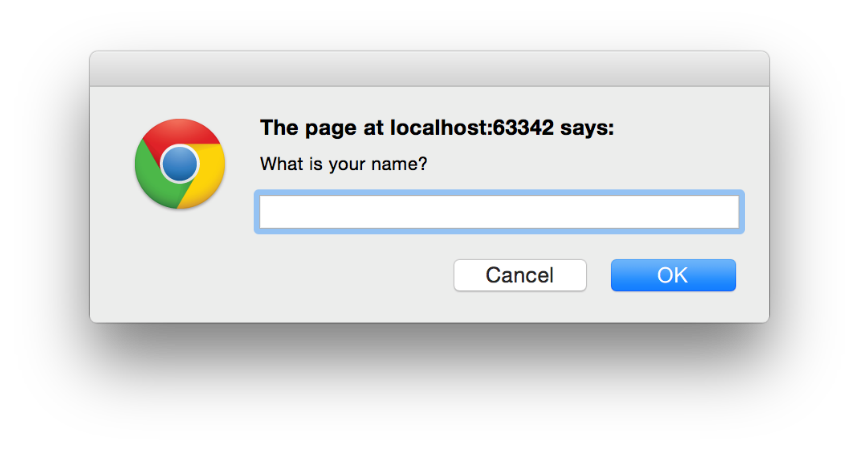 The page at localhost:63342 says:
What is your name?
Cancel
OK